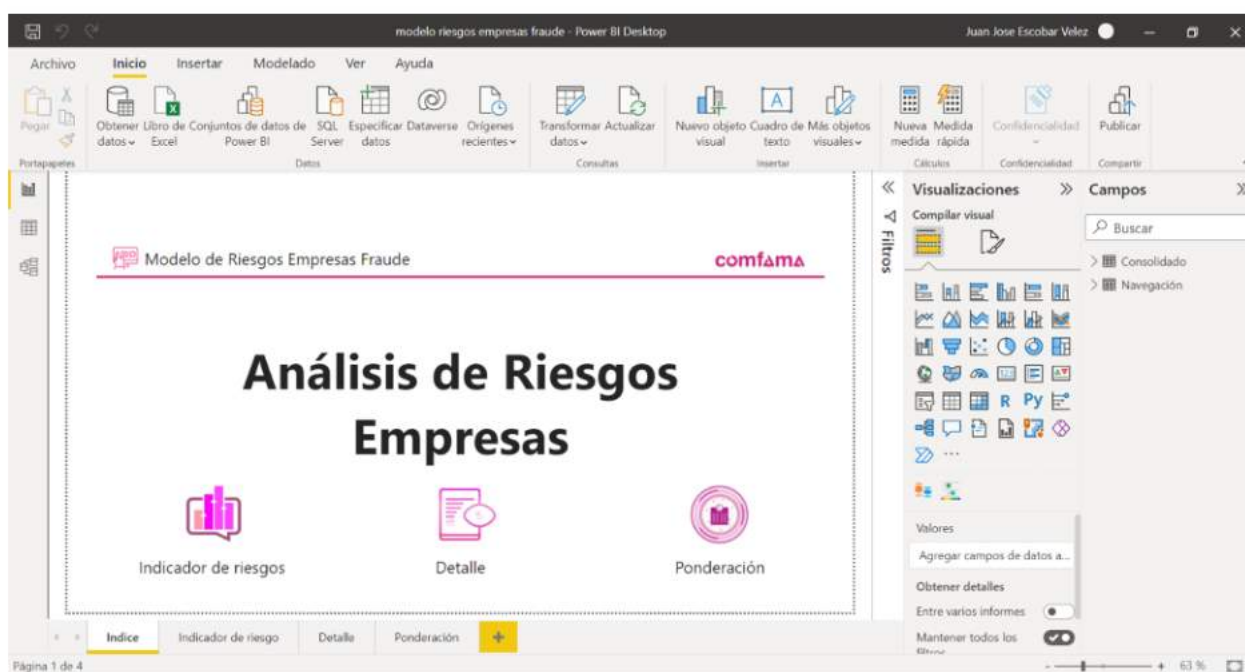 modelo riesgos empresas fraude - Power BI Desktop
Juan Jose Escobar Velez
Archivo Inicio Insertar Modelado Ver Ayuda
Pegar
Obtener datos
Libro de Excel
Conjuntos de datos de Power BI
SQL Server
Especificar datos
Dataverse
Orígenes recientes
Transformar datos
Actualizar
Nuevo objeto visual
Cuadro de texto
Más objetos visuales
Nueva medida
Medida rápida
Confidencialidad
Publicar
Portapapeles
Datos
Consultas
Insertar
Cálculos
Confidencialidad
Compartir
Modelo de Riesgos Empresas Fraude
comfama
Análisis de Riesgos
Empresas
Indicador de riesgos
Detalle
Ponderación
Filtros
Visualizaciones
Compilar visual
R
Py
Valores
Agregar campos de datos a...
Obtener detalles
Entre varios informes
Mantener todos los
filtros
Campos
Buscar
Consolidado
Navegación
Indice
Indicador de riesgo
Detalle
Ponderación
+
Página 1 de 4
- + 63 %